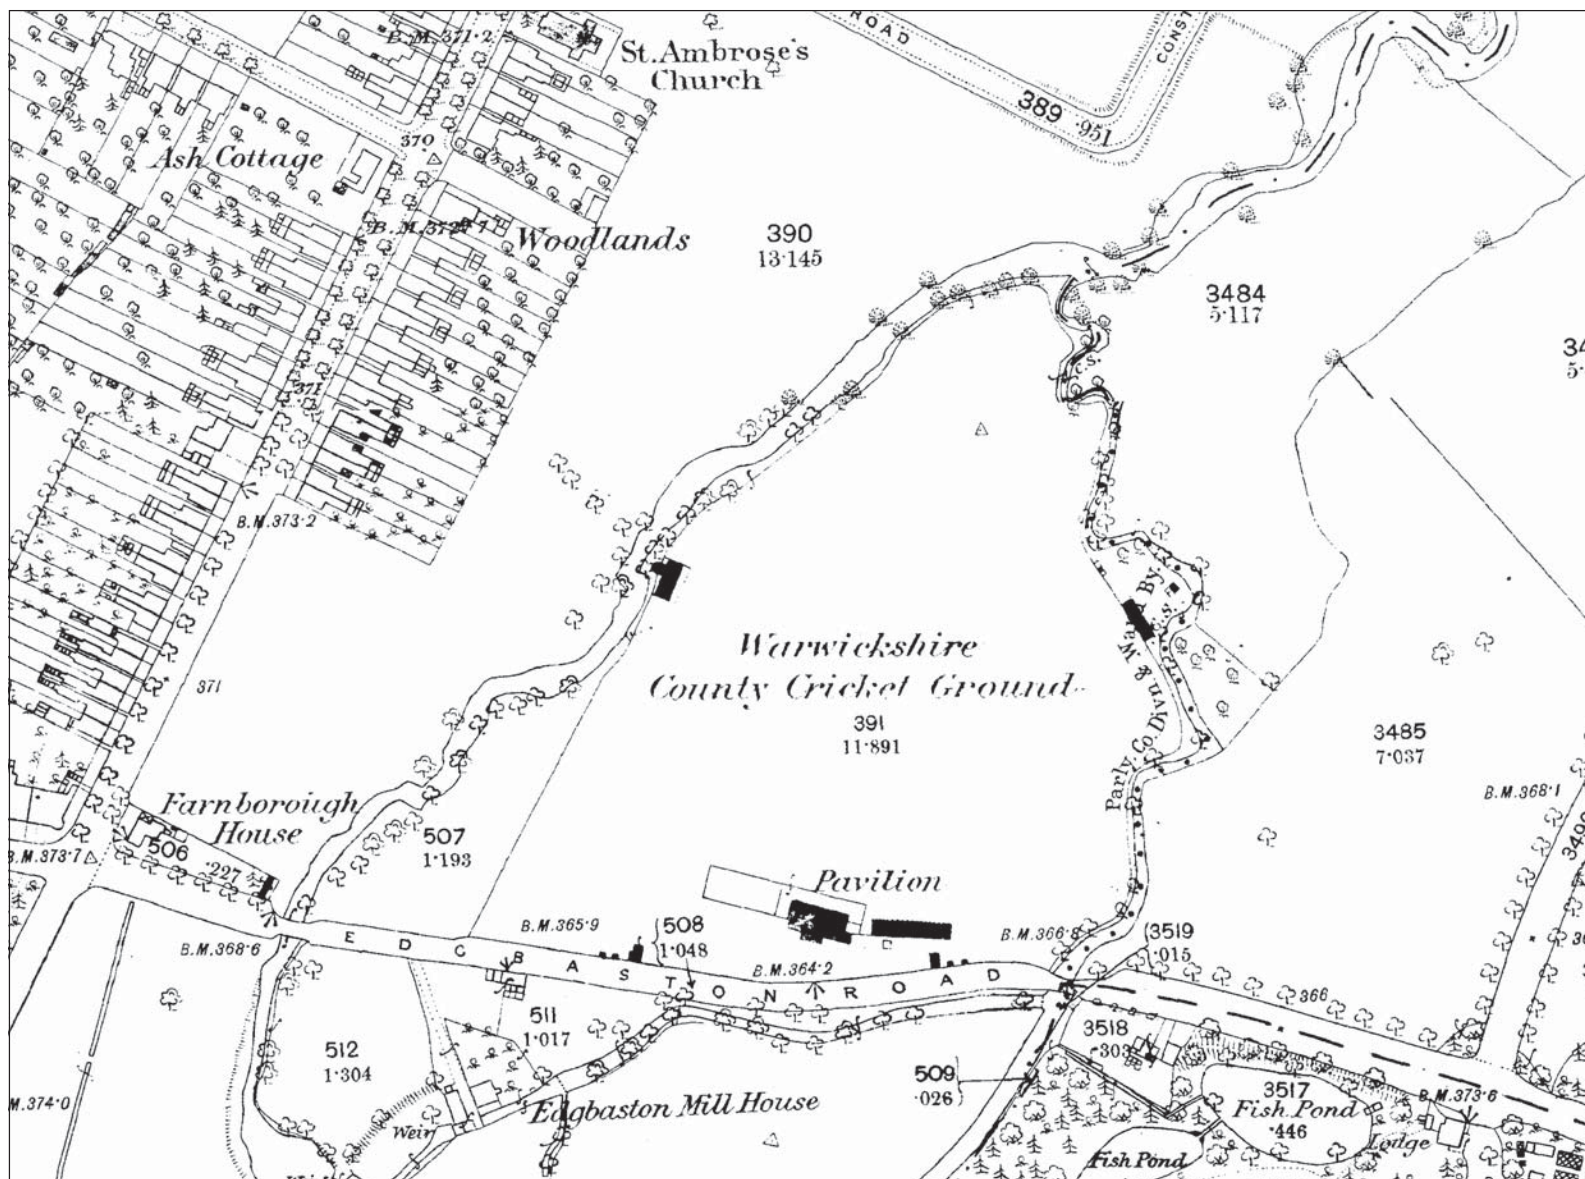 B.M.371·2
St. Ambrose's
Church
ROAD
CONST
389
·951
370
Ash Cottage
B.M.372·7
Woodlands
390
13·145
3484
5·117
34
5·
C.S.
371
B.M.373·2
Warwickshire
County Cricket Ground
391
11·891
Parly. Co. Divn. & Ward By.
C.S.
3485
7·037
371
B.M.368·1
Farnborough
House
506
·227
507
1·193
B.M.373·7
349
Pavilion
B.M.368·6
B.M.365·9
508
1·048
B.M.364·2
B.M.366·8
3519
·015
EDGBASTON ROAD
366
511
1·017
512
1·304
3518
·303
509
·026
3517
Fish Pond
·446
B.M.373·6
M.374·0
Edgbaston Mill House
Weir
Lodge
Fish Pond